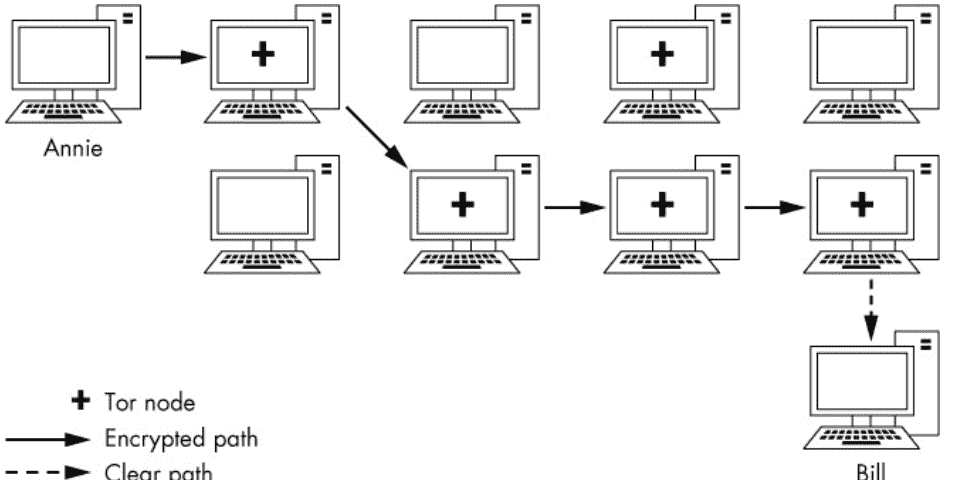 Annie
Tor node
Encrypted path
Clear path
Bill